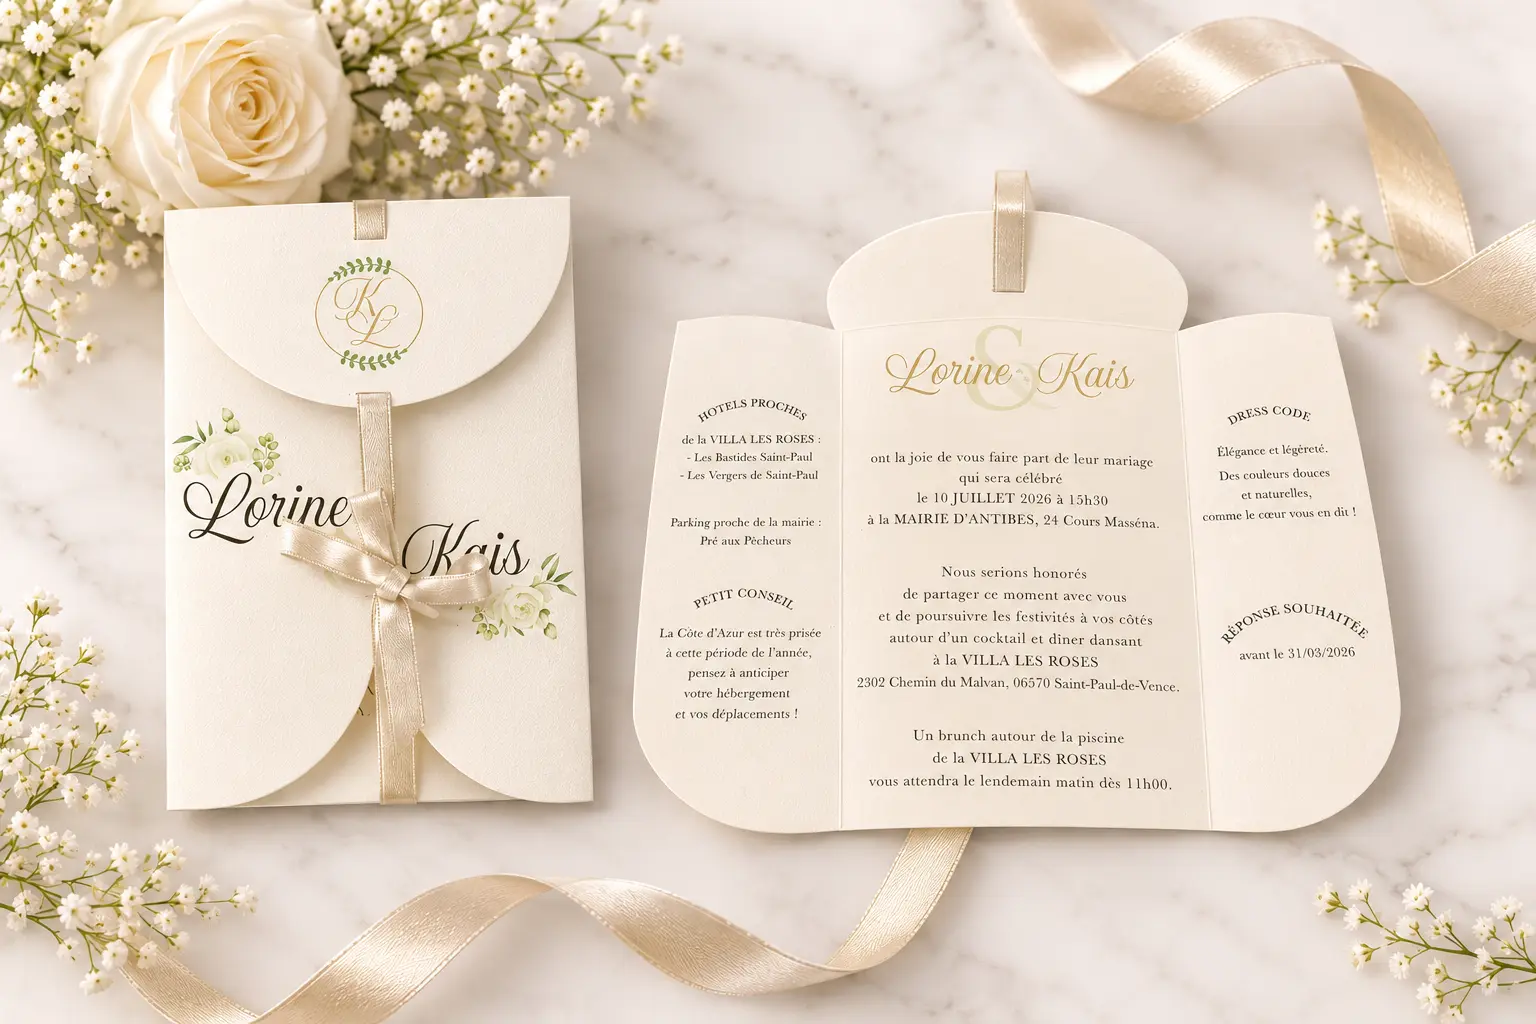 K
L
Lorine
Kais
Lorine & Kais
ont la joie de vous faire part de leur mariage
qui sera célébré
le 10 JUILLET 2026 à 15h30
à la MAIRIE D'ANTIBES, 24 Cours Masséna.
Nous serions honorés
de partager ce moment avec vous
et de poursuivre les festivités à vos côtés
autour d'un cocktail et dîner dansant
à la VILLA LES ROSES
2302 Chemin du Malvan, 06570 Saint-Paul-de-Vence.
Un brunch autour de la piscine
de la VILLA LES ROSES
vous attendra le lendemain matin dès 11h00.
HOTELS PROCHES
de la VILLA LES ROSES :
- Les Bastides Saint-Paul
- Les Vergers de Saint-Paul
Parking proche de la mairie :
Pré aux Pêcheurs
PETIT CONSEIL
La Côte d'Azur est très prisée
à cette période de l'année,
pensez à anticiper
votre hébergement
et vos déplacements !
DRESS CODE
Élégance et légèreté.
Des couleurs douces
et naturelles,
comme le cœur vous en dit !
RÉPONSE SOUHAITÉE
avant le 31/03/2026